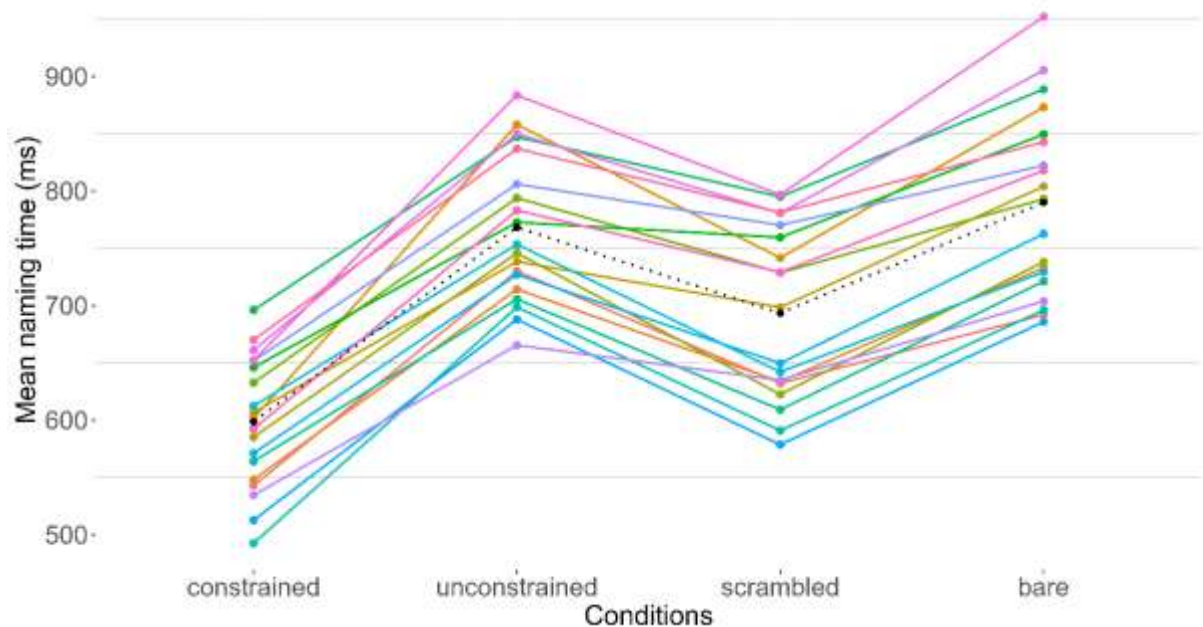 Mean naming time (ms)
900
800
700
600
500
constrained unconstrained scrambled bare
Conditions